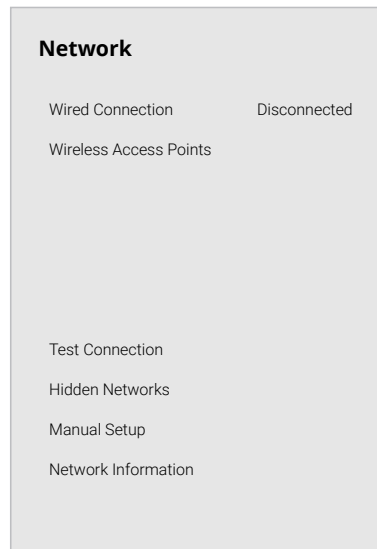 Network
Wired Connection Disconnected
Wireless Access Points
Test Connection
Hidden Networks
Manual Setup
Network Information